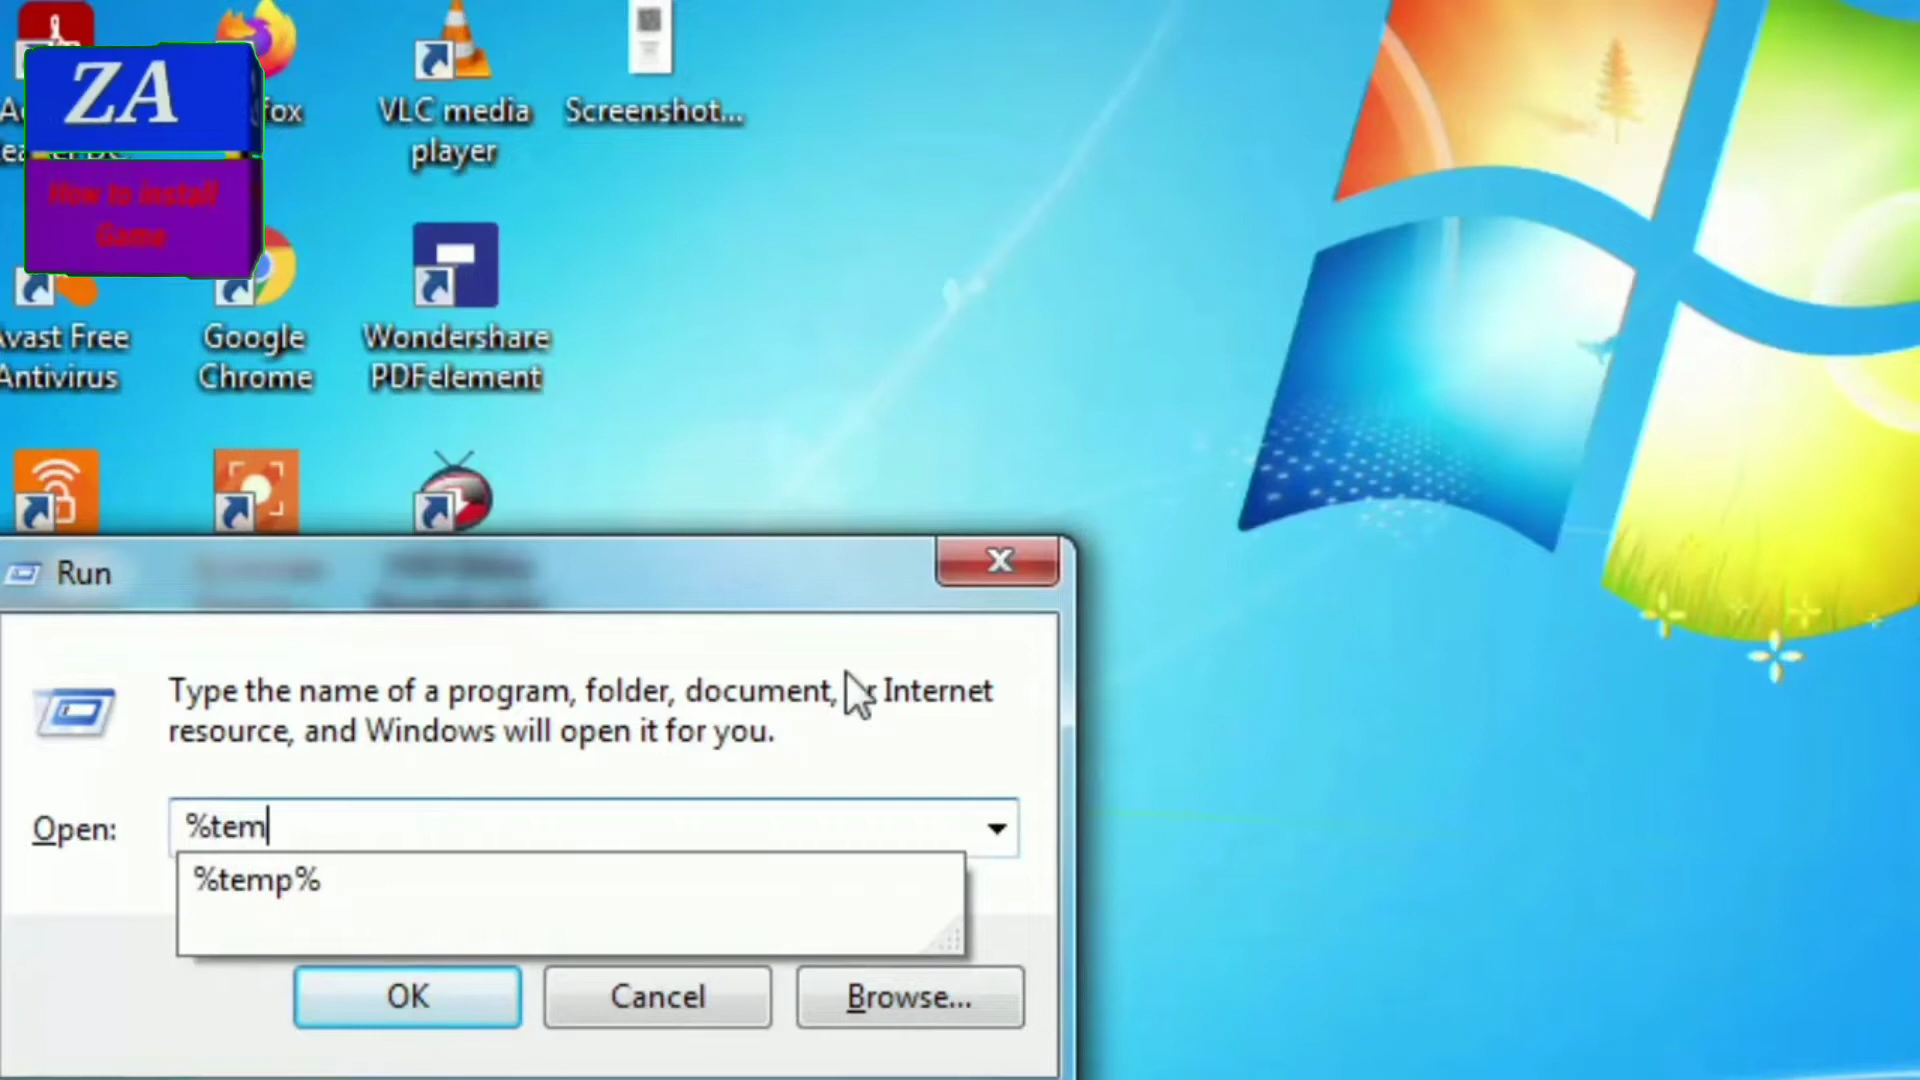 ZA
How to install
Game
fox
VLC media
player
Screenshot...
Avast Free
Antivirus
Google
Chrome
Wondershare
PDFelement
Run
Type the name of a program, folder, document, Internet
resource, and Windows will open it for you.
Open:
%tem
%temp%
OK
Cancel
Browse...